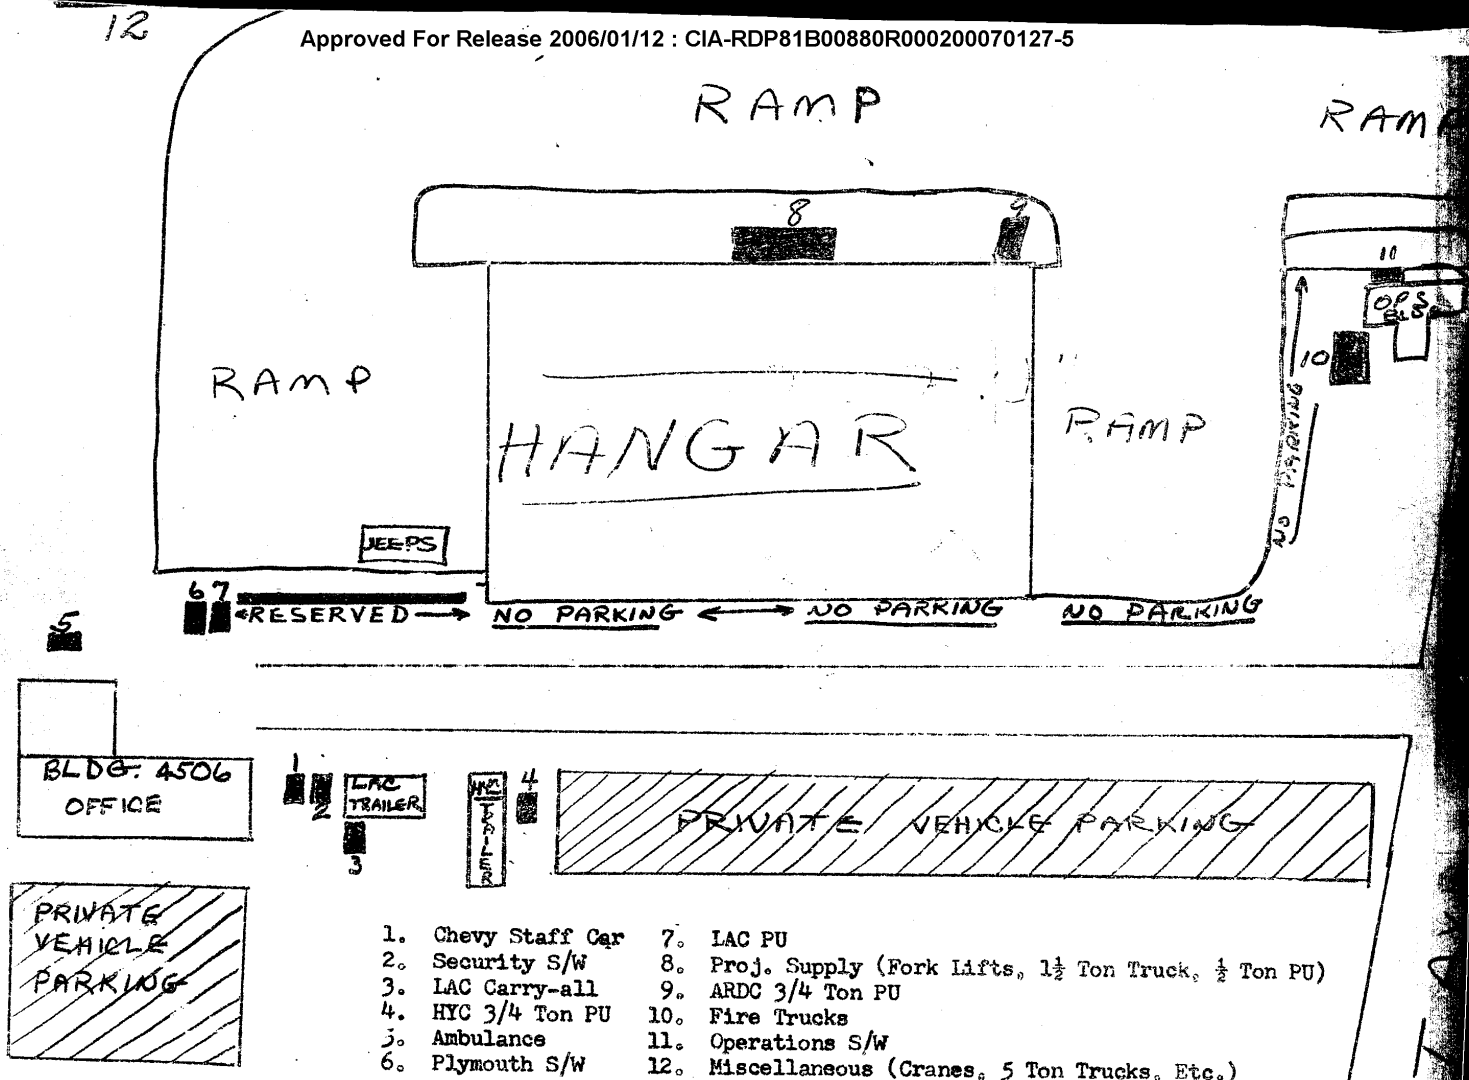 12
Approved For Release 2006/01/12 : CIA-RDP81B00880R000200070127-5
RAMP
RAM
8
9
11
OPS
BLD
10
RAMP
HANGAR
RAMP
NO PARKING
JEEPS
6 7
RESERVED
NO PARKING
NO PARKING
NO PARKING
5
BLDG. 4506
OFFICE
1
2
LAC
TRAILER
3
TRAILER
4
PRIVATE VEHICLE PARKING
PRIVATE
VEHICLE
PARKING
1. Chevy Staff Car
2. Security S/W
3. LAC Carry-all
4. HYC 3/4 Ton PU
5. Ambulance
6. Plymouth S/W
7. LAC PU
8. Proj. Supply (Fork Lifts, 1½ Ton Truck, ½ Ton PU)
9. ARDC 3/4 Ton PU
10. Fire Trucks
11. Operations S/W
12. Miscellaneous (Cranes, 5 Ton Trucks, Etc.)